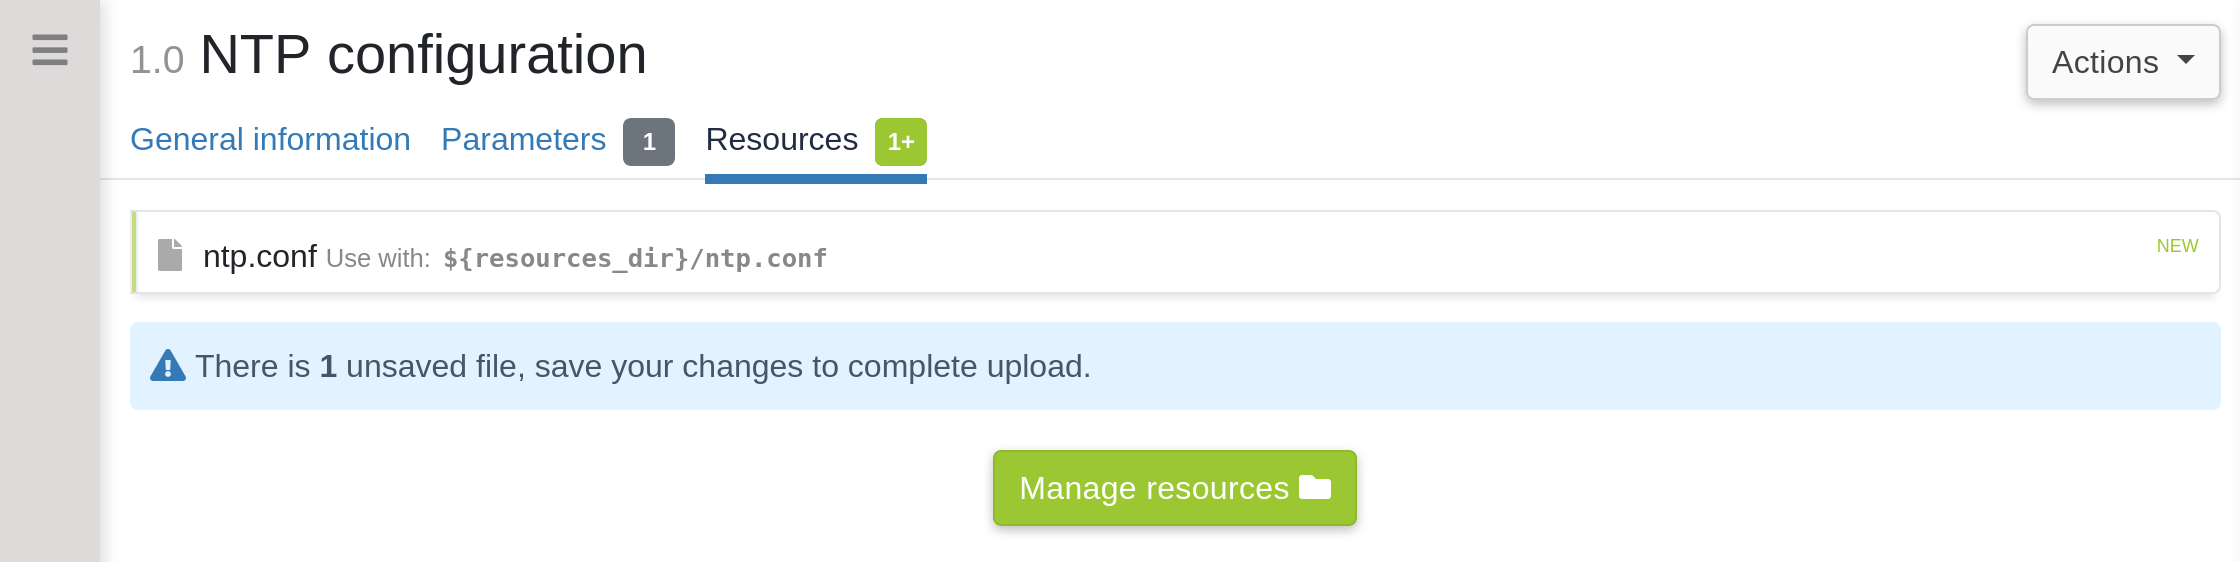 1.0 NTP configuration
Actions
General information Parameters 1 Resources 1+
ntp.conf Use with: ${resources_dir}/ntp.conf
NEW
There is 1 unsaved file, save your changes to complete upload.
Manage resources